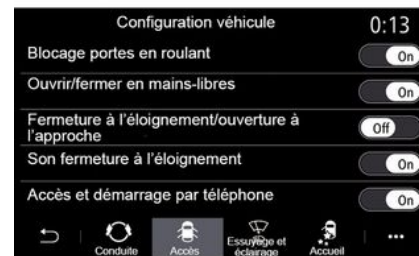 Configuration véhicule 0:13
Blocage portes en roulant On
Ouvrir/fermer en mains-libres On
Fermeture à l'éloignement/ouverture à
l'approche Off
Son fermeture à l'éloignement On
Accès et démarrage par téléphone On
Conduite Accès Essuyage et Accueil
éclairage